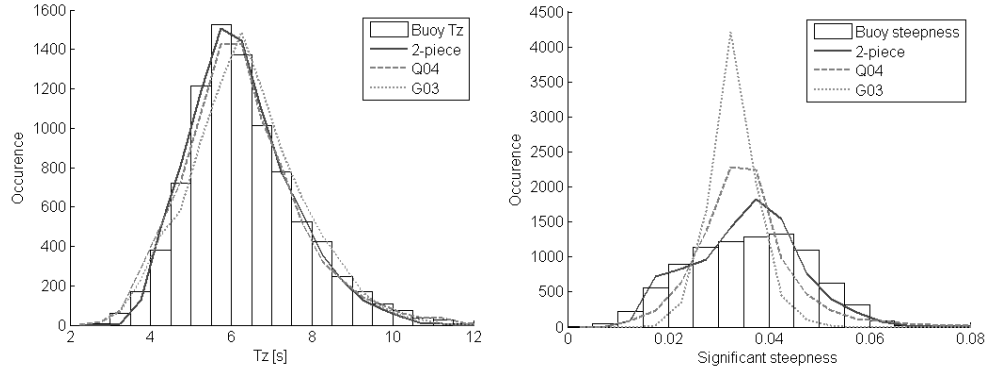 1600
1400
1200
1000
800
600
400
200
0
Occurence
2
4
6
8
10
12
Tz [s]
Buoy Tz
2-piece
Q04
G03
4500
4000
3500
3000
2500
2000
1500
1000
500
0
Occurence
0
0.02
0.04
0.06
0.08
Significant steepness
Buoy steepness
2-piece
Q04
G03